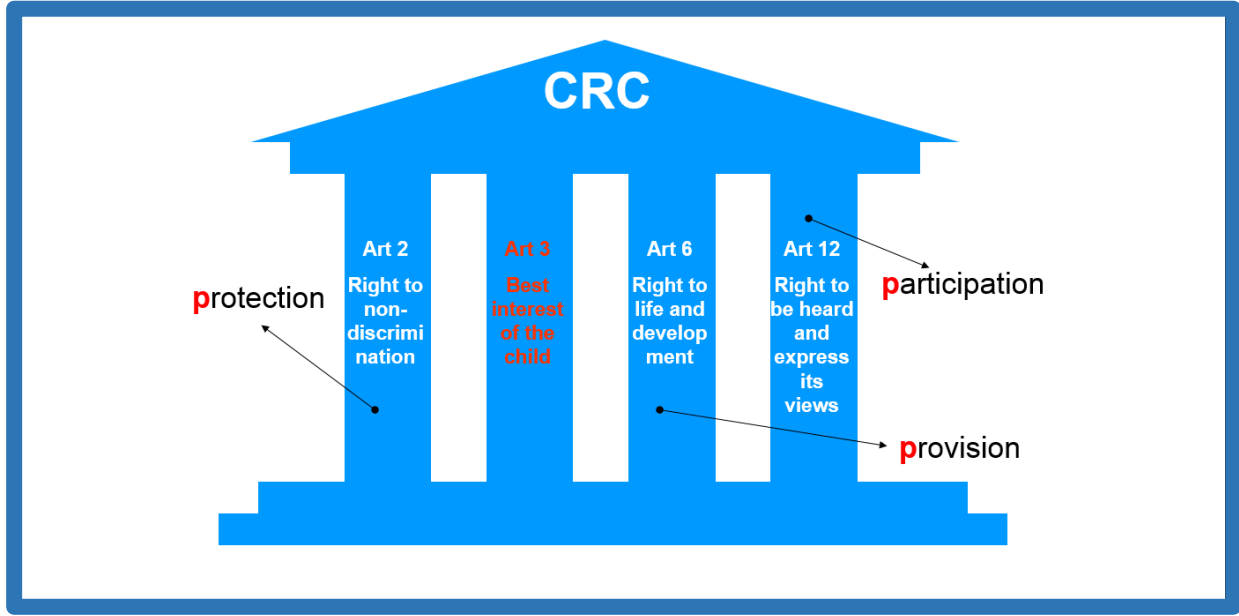 CRC
Art 2
Right to
non-
discrimi
nation
Art 3
Best
interest
of the
child
Art 6
Right to
life and
develop
ment
Art 12
Right to
be heard
and
express
its
views
protection
participation
provision